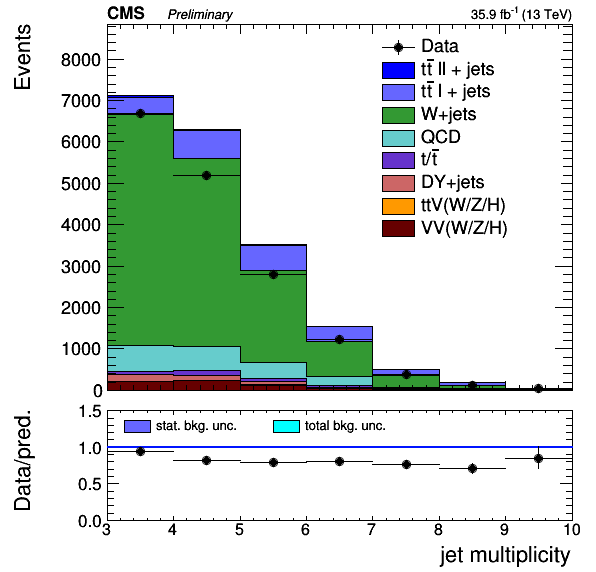 CMS Preliminary 35.9 fb⁻¹ (13 TeV)
Events
8000
7000
6000
5000
4000
3000
2000
1000
0
Data
tt̄ ll + jets
tt̄ l + jets
W+jets
QCD
t/t̄
DY+jets
ttV(W/Z/H)
VV(W/Z/H)
Data/pred.
1.5
1.0
0.5
0.0
stat. bkg. unc. total bkg. unc.
3 4 5 6 7 8 9 10
jet multiplicity